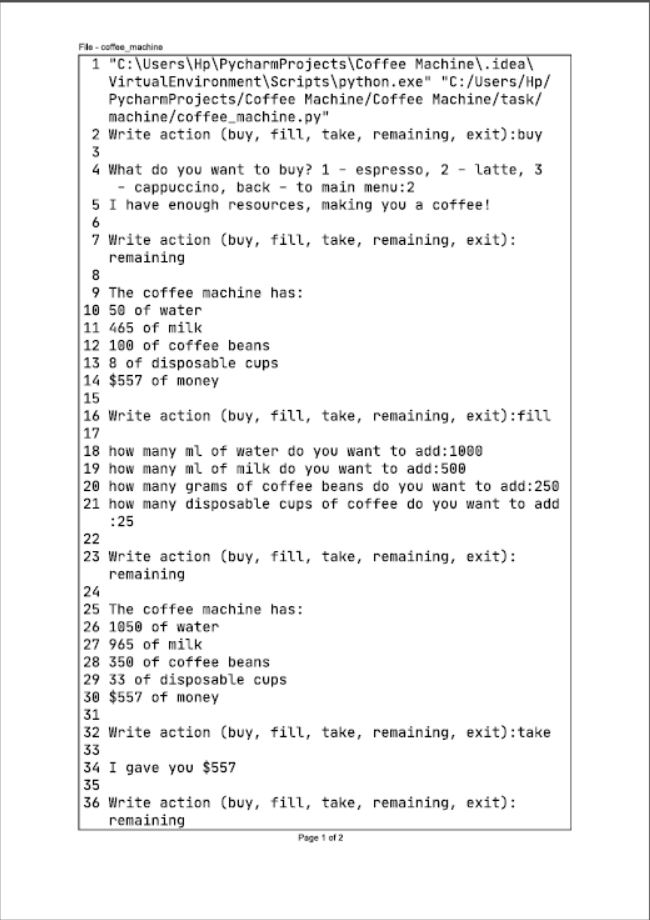 File - coffee_machine
1 "C:\Users\Hp\PycharmProjects\Coffee Machine\.idea\
VirtualEnvironment\Scripts\python.exe" "C:/Users/Hp/
PycharmProjects/Coffee Machine/Coffee Machine/task/
machine/coffee_machine.py"
2 Write action (buy, fill, take, remaining, exit):buy
3
4 What do you want to buy? 1 - espresso, 2 - latte, 3
- cappuccino, back - to main menu:2
5 I have enough resources, making you a coffee!
6
7 Write action (buy, fill, take, remaining, exit):
remaining
8
9 The coffee machine has:
10 50 of water
11 465 of milk
12 100 of coffee beans
13 8 of disposable cups
14 $557 of money
15
16 Write action (buy, fill, take, remaining, exit):fill
17
18 how many ml of water do you want to add:1000
19 how many ml of milk do you want to add:500
20 how many grams of coffee beans do you want to add:250
21 how many disposable cups of coffee do you want to add
:25
22
23 Write action (buy, fill, take, remaining, exit):
remaining
24
25 The coffee machine has:
26 1050 of water
27 965 of milk
28 350 of coffee beans
29 33 of disposable cups
30 $557 of money
31
32 Write action (buy, fill, take, remaining, exit):take
33
34 I gave you $557
35
36 Write action (buy, fill, take, remaining, exit):
remaining
Page 1 of 2